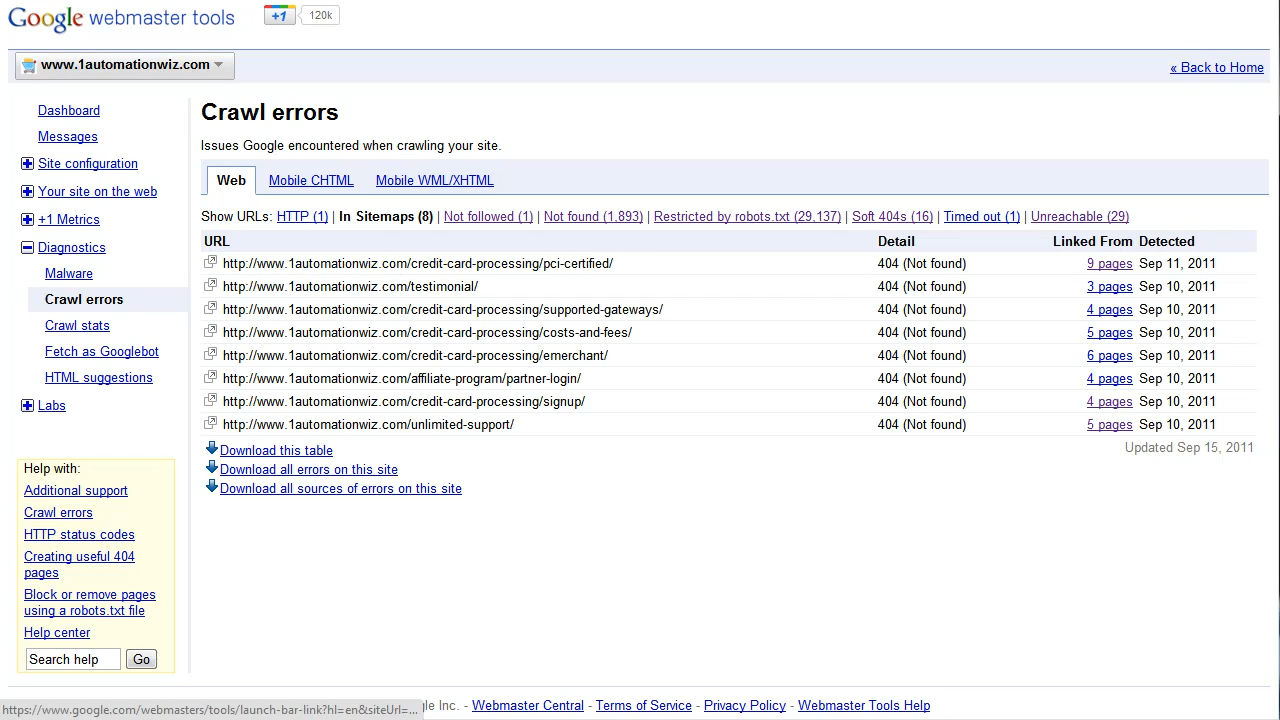 Google webmaster tools +1 120k
www.1automationwiz.com
« Back to Home
Dashboard
Messages
Site configuration
Your site on the web
+1 Metrics
Diagnostics
Malware
Crawl errors
Crawl stats
Fetch as Googlebot
HTML suggestions
Labs
Help with:
Additional support
Crawl errors
HTTP status codes
Creating useful 404
pages
Block or remove pages
using a robots.txt file
Help center
Search help Go
Crawl errors
Issues Google encountered when crawling your site.
Web Mobile CHTML Mobile WML/XHTML
Show URLs: HTTP (1) | In Sitemaps (8) | Not followed (1) | Not found (1,893) | Restricted by robots.txt (29,137) | Soft 404s (16) | Timed out (1) | Unreachable (29)
URL Detail Linked From Detected
http://www.1automationwiz.com/credit-card-processing/pci-certified/ 404 (Not found) 9 pages Sep 11, 2011
http://www.1automationwiz.com/testimonial/ 404 (Not found) 3 pages Sep 10, 2011
http://www.1automationwiz.com/credit-card-processing/supported-gateways/ 404 (Not found) 4 pages Sep 10, 2011
http://www.1automationwiz.com/credit-card-processing/costs-and-fees/ 404 (Not found) 5 pages Sep 10, 2011
http://www.1automationwiz.com/credit-card-processing/emerchant/ 404 (Not found) 6 pages Sep 10, 2011
http://www.1automationwiz.com/affiliate-program/partner-login/ 404 (Not found) 4 pages Sep 10, 2011
http://www.1automationwiz.com/credit-card-processing/signup/ 404 (Not found) 4 pages Sep 10, 2011
http://www.1automationwiz.com/unlimited-support/ 404 (Not found) 5 pages Sep 10, 2011
Download this table
Updated Sep 15, 2011
Download all errors on this site
Download all sources of errors on this site
https://www.google.com/webmasters/tools/launch-bar-link?hl=en&siteUrl=... le Inc. - Webmaster Central - Terms of Service - Privacy Policy - Webmaster Tools Help